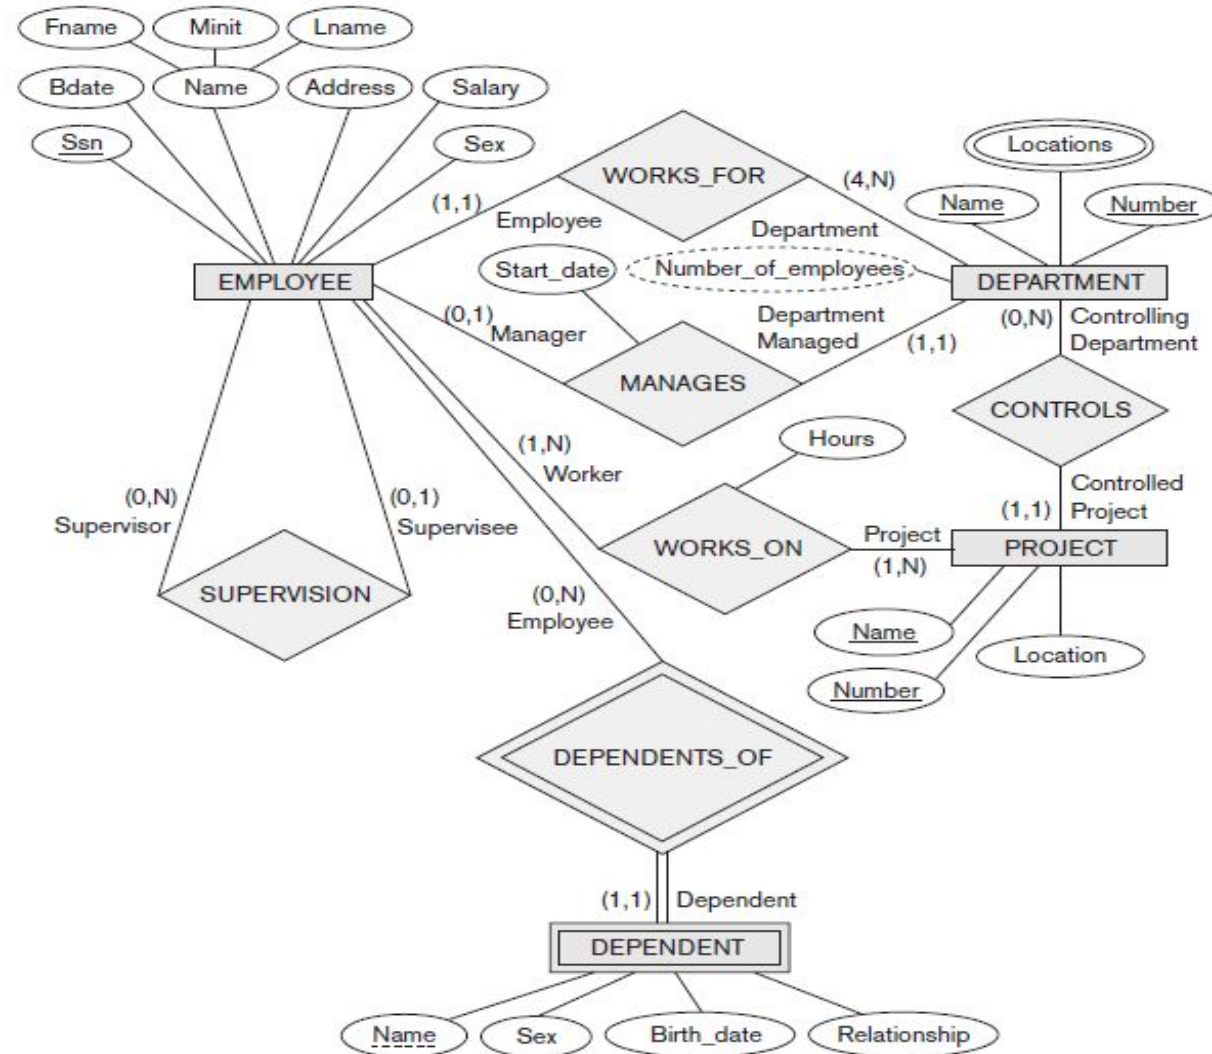 Fname Minit Lname
Bdate Name Address Salary
Ssn Sex
Locations
WORKS_FOR
(4,N)
(1,1)
Employee
Name Number
Department
Start_date
Number_of_employees
EMPLOYEE
DEPARTMENT
(0,1)
Manager
Department
Managed
(1,1)
(0,N)
Controlling
Department
MANAGES
CONTROLS
Hours
(1,N)
Worker
(0,N)
Supervisor
(0,1)
Supervisee
Controlled
Project
(1,1)
WORKS_ON
Project
(1,N)
PROJECT
SUPERVISION
(0,N)
Employee
Name
Location
Number
DEPENDENTS_OF
(1,1)
Dependent
DEPENDENT
Name Sex Birth_date Relationship